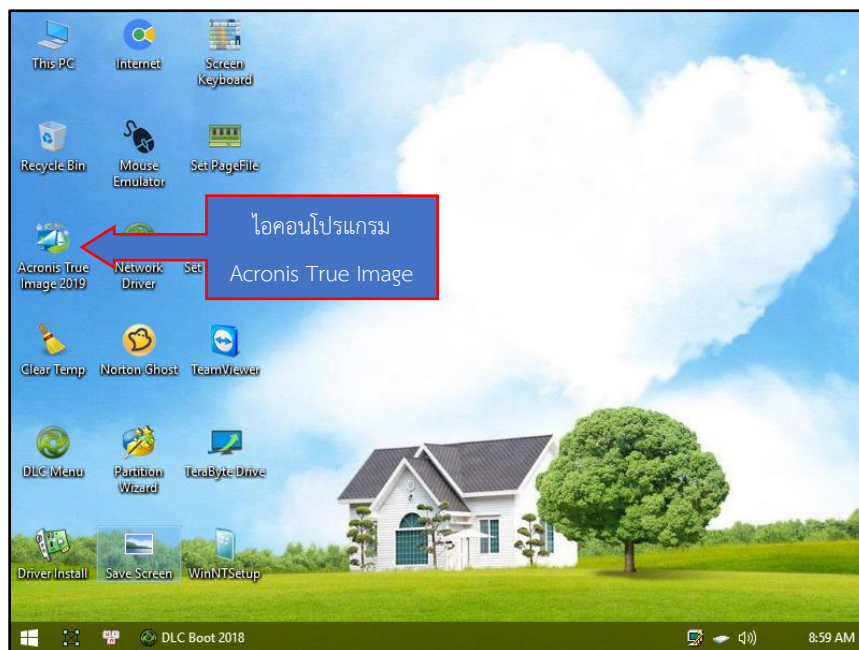 This PC
Internet
Screen
Keyboard
Recycle Bin
Mouse
Emulator
Set PageFile
ไอคอนโปรแกรม
Acronis True Image
Acronis True
Image 2019
Network
Driver
Set
Clear Temp
Norton Ghost
TeamViewer
DLC Menu
Partition
Wizard
TeraByte Drive
Driver Install
Save Screen
WinNTSetup
DLC Boot 2018
8:59 AM